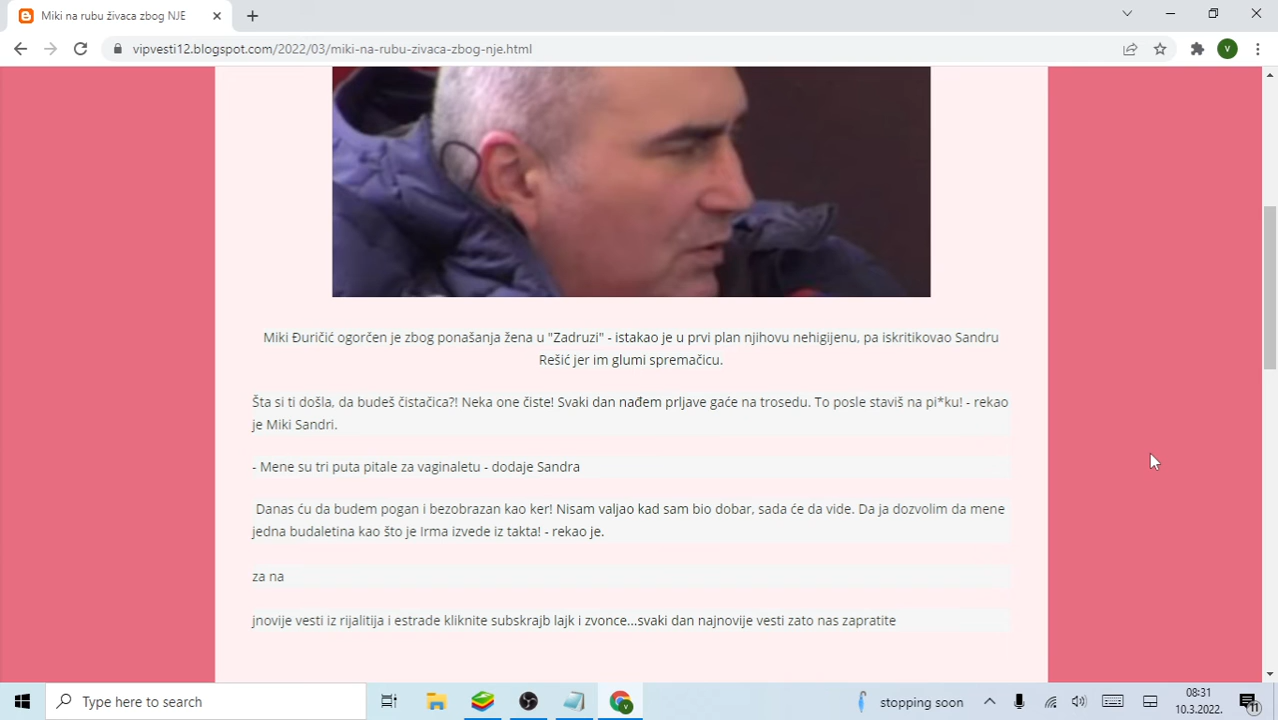 Miki na rubu živaca zbog NJE
vipvesti12.blogspot.com/2022/03/miki-na-rubu-zivaca-zbog-nje.html
V
Miki Đuričić ogorčen je zbog ponašanja žena u "Zadruzi" - istakao je u prvi plan njihovu nehigijenu, pa iskritikovao Sandru
Rešić jer im glumi spremačicu.
Šta si ti došla, da budeš čistačica?! Neka one čiste! Svaki dan nađem prljave gaće na trosedu. To posle staviš na pi*ku! - rekao
je Miki Sandri.
- Mene su tri puta pitale za vaginaletu - dodaje Sandra
Danas ću da budem pogan i bezobrazan kao ker! Nisam valjao kad sam bio dobar, sada će da vide. Da ja dozvolim da mene
jedna budaletina kao što je Irma izvede iz takta! - rekao je.
za na
jnovije vesti iz rijalitija i estrade kliknite subskrajb lajk i zvonce...svaki dan najnovije vesti zato nas zapratite
Type here to search
V
stopping soon
08:31
10.3.2022.
11